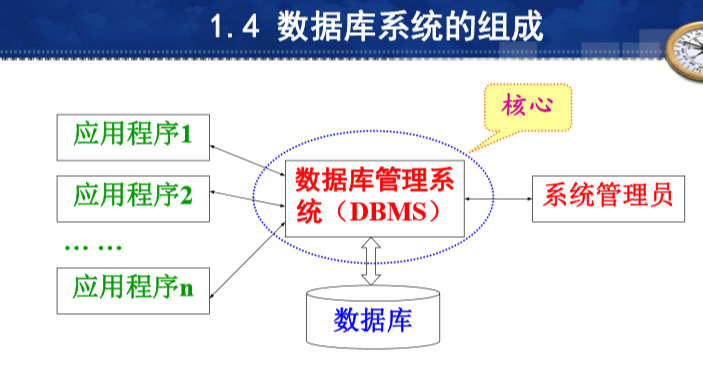 1.4 数据库系统的组成
核心
应用程序1
数据库管理系
统（DBMS）
应用程序2
系统管理员
… …
应用程序n
数据库